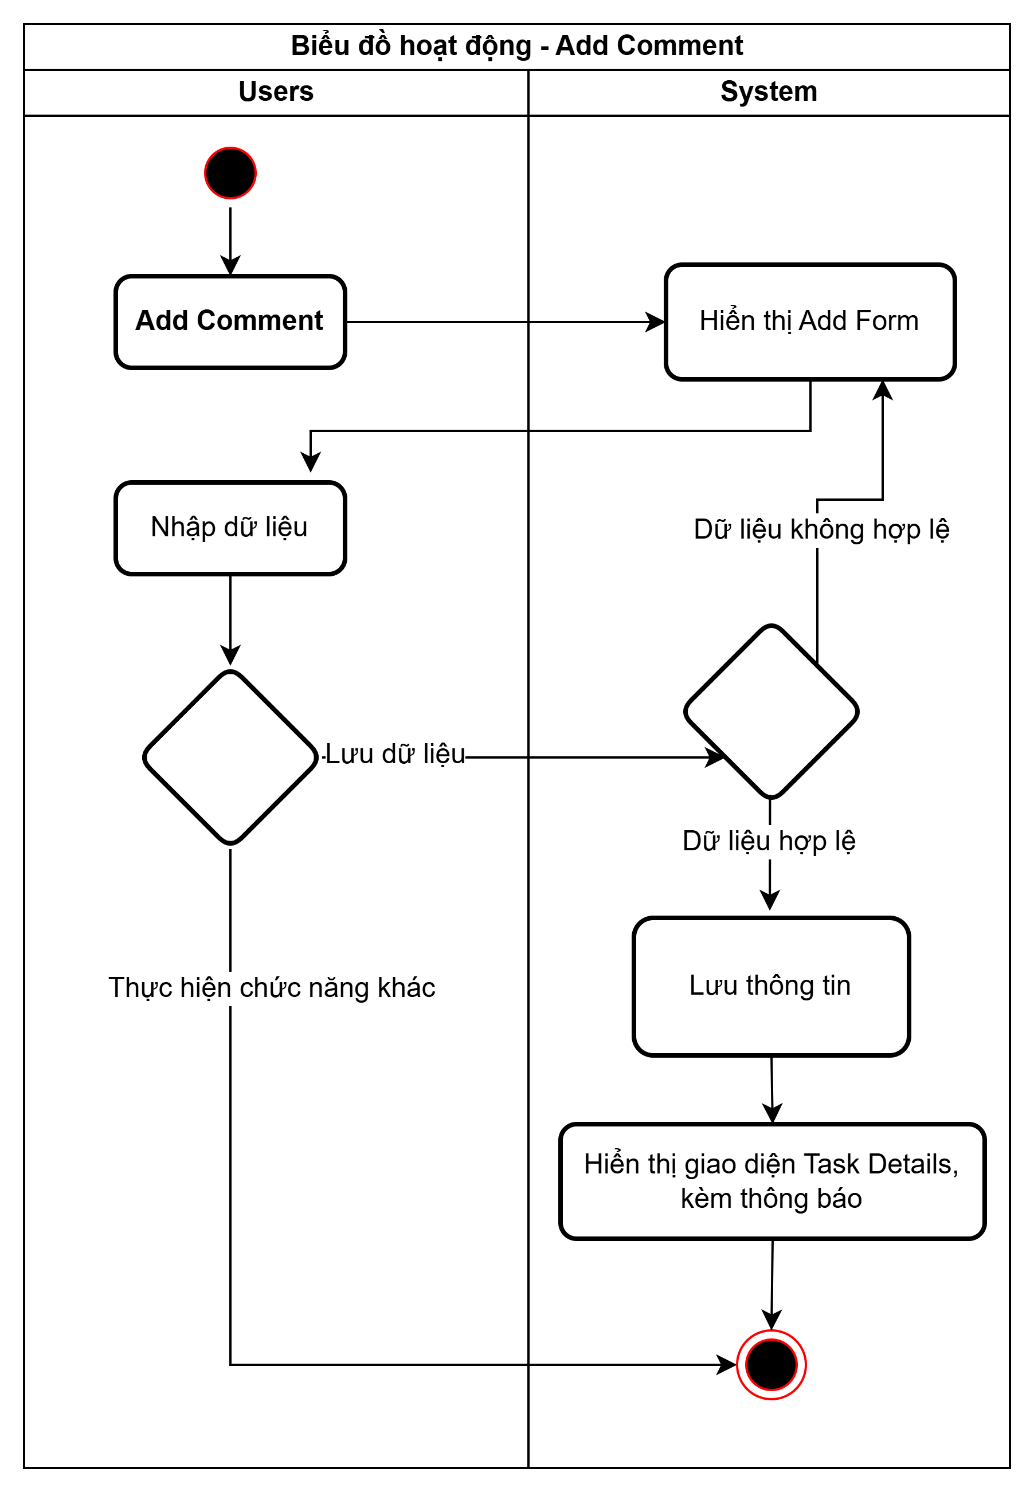 Biểu đồ hoạt động - Add Comment
Users
System
Add Comment
Hiển thị Add Form
Nhập dữ liệu
Dữ liệu không hợp lệ
Lưu dữ liệu
Dữ liệu hợp lệ
Thực hiện chức năng khác
Lưu thông tin
Hiển thị giao diện Task Details,
kèm thông báo